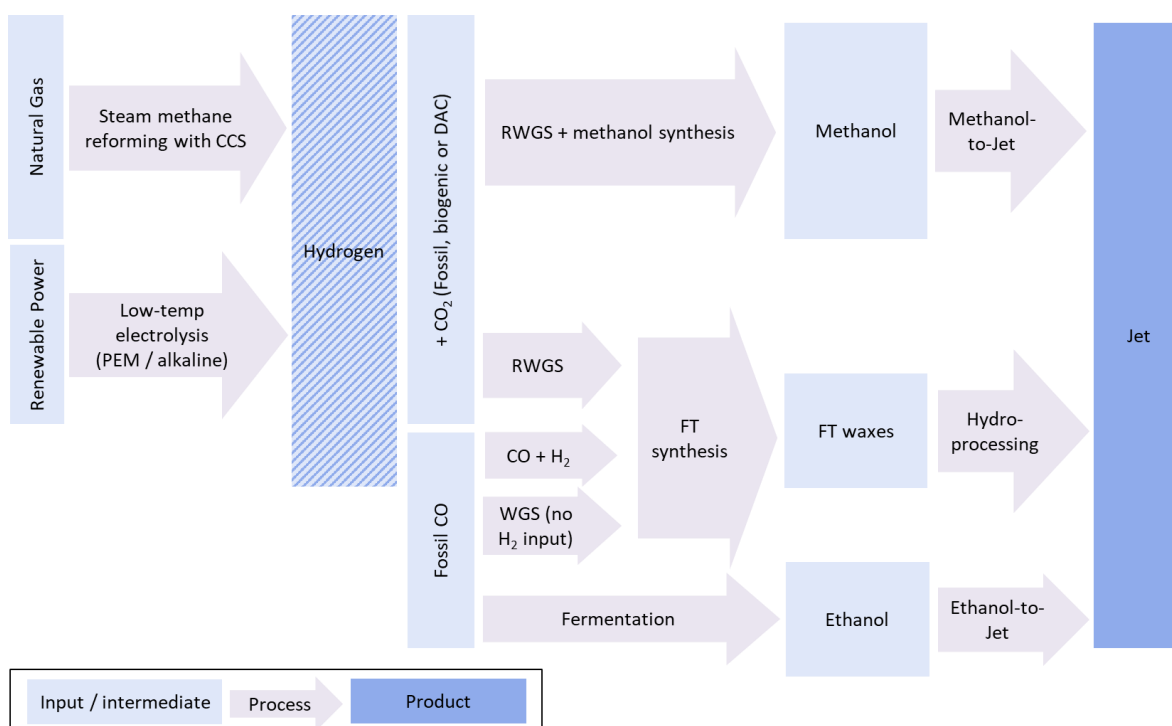 Natural Gas
Steam methane
reforming with CCS
Renewable Power
Low-temp
electrolysis
(PEM / alkaline)
Hydrogen
+ CO₂ (Fossil, biogenic or DAC)
Fossil CO
RWGS + methanol synthesis
Methanol
Methanol-
to-Jet
RWGS
CO + H₂
WGS (no
H₂ input)
FT
synthesis
FT waxes
Hydro-
processing
Fermentation
Ethanol
Ethanol-to-
Jet
Jet
Input / intermediate
Process
Product